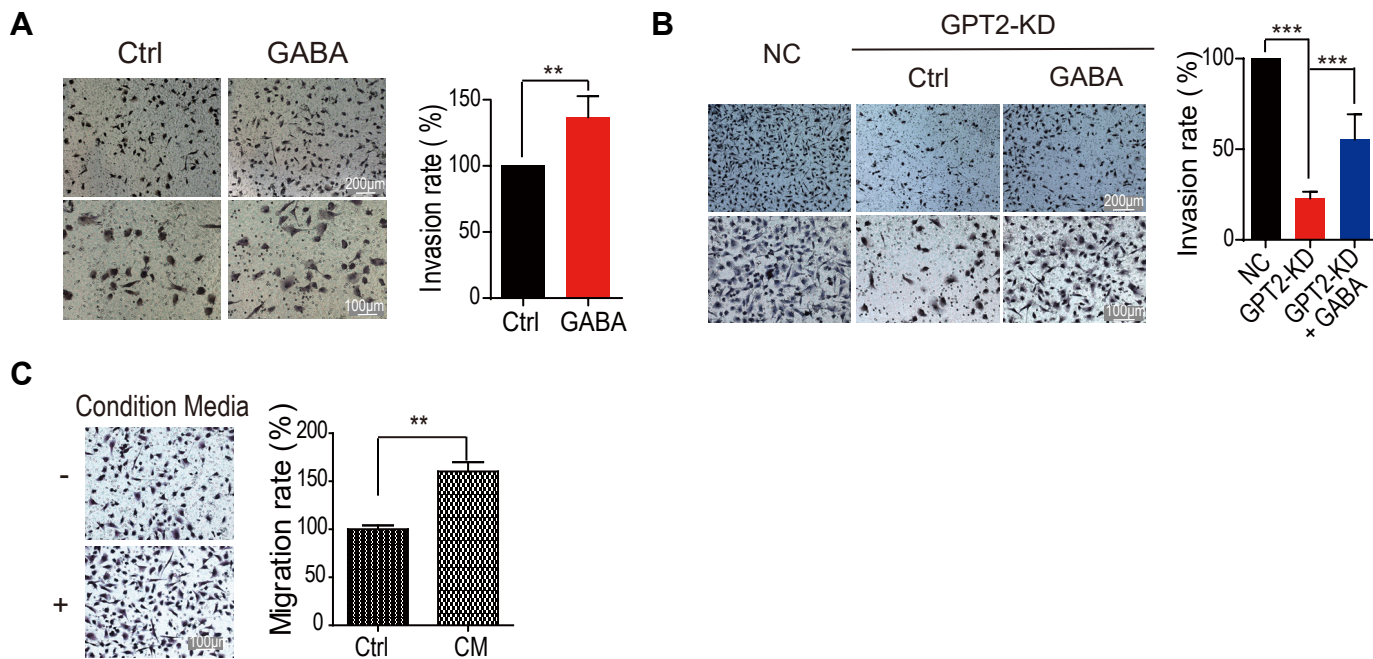 A
Ctrl GABA
200μm
100μm
Invasion rate (%)
150
100
50
0
**
Ctrl GABA
B
NC
GPT2-KD
Ctrl GABA
200μm
100μm
Invasion rate (%)
100
50
0
***
***
NC
GPT2-KD
GPT2-KD
+ GABA
C
Condition Media
-
+
100μ
Migration rate (%)
200
150
100
50
0
**
Ctrl CM